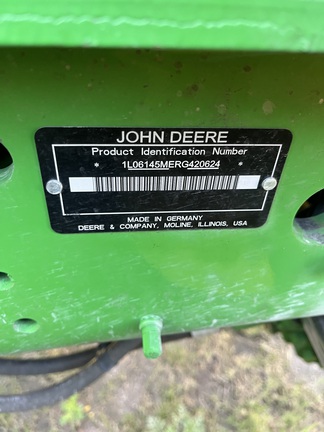 JOHN DEERE
Product Identification Number
* 1L06145MERG420624 *
MADE IN GERMANY
DEERE & COMPANY, MOLINE, ILLINOIS, USA